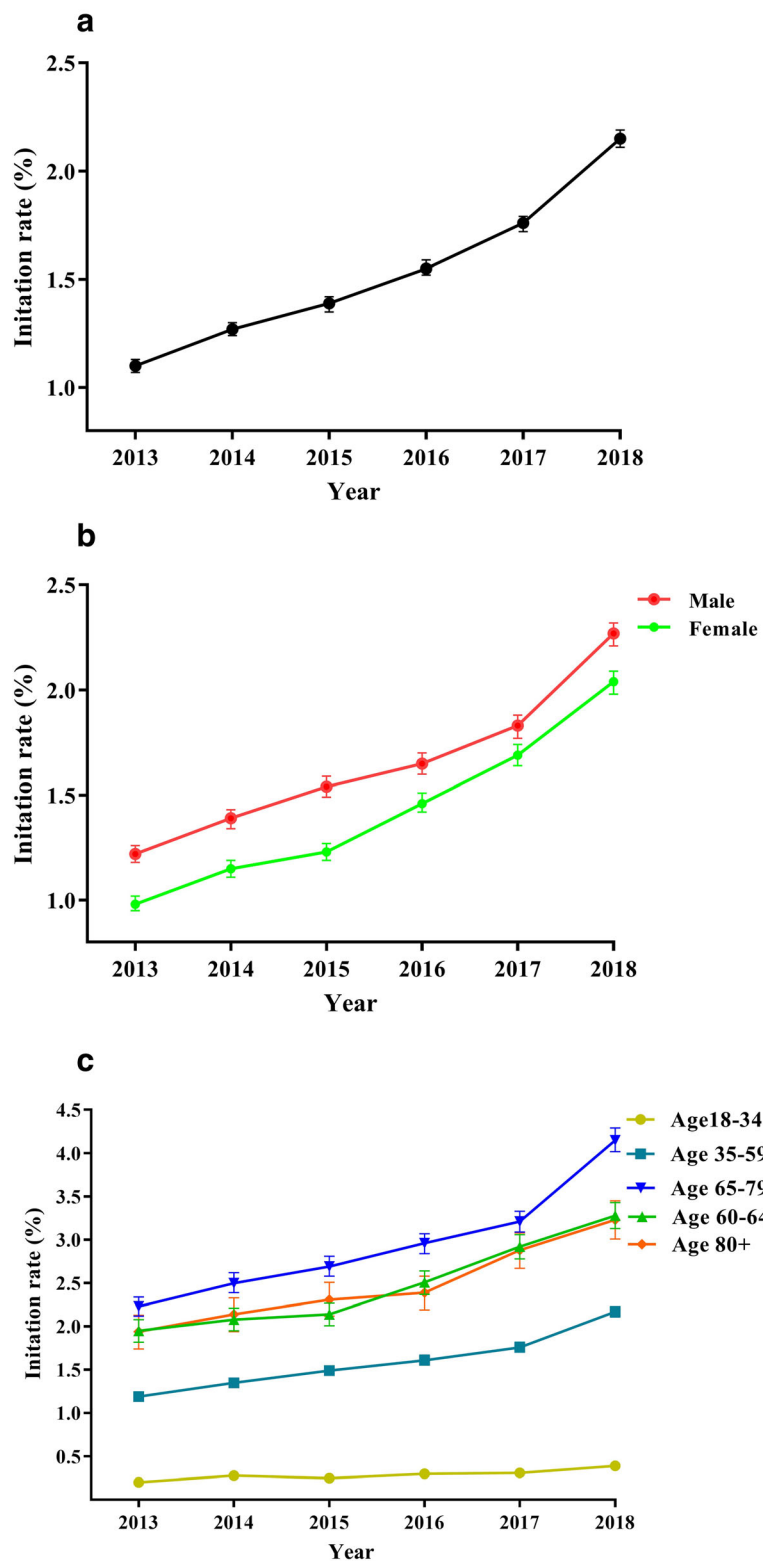 a
2.5
2.0
1.5
1.0
Initation rate (%)
2013 2014 2015 2016 2017 2018
Year
b
2.5
2.0
1.5
1.0
Initation rate (%)
Male
Female
2013 2014 2015 2016 2017 2018
Year
c
4.5
4.0
3.5
3.0
2.5
2.0
1.5
1.0
0.5
Initation rate (%)
Age18-34
Age 35-59
Age 65-79
Age 60-64
Age 80+
2013 2014 2015 2016 2017 2018
Year